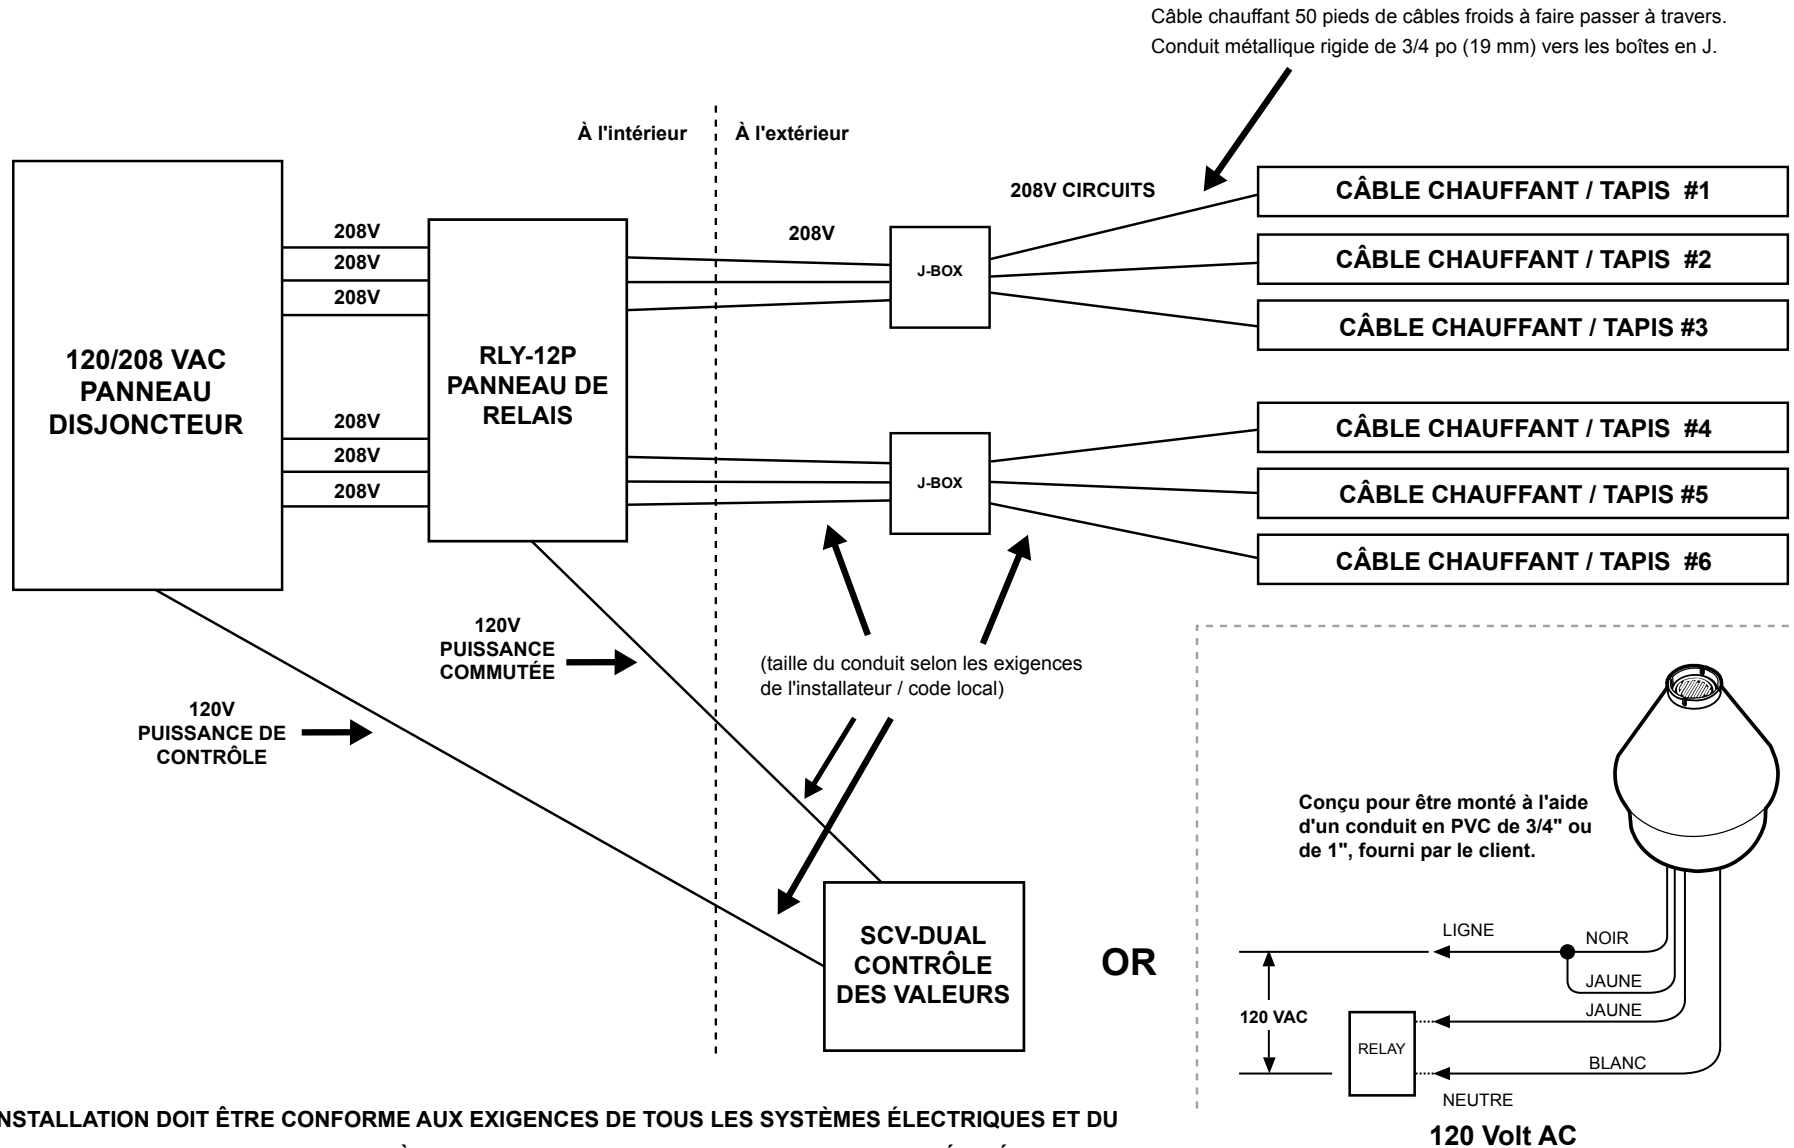 Câble chauffant 50 pieds de câbles froids à faire passer à travers.
Conduit métallique rigide de 3/4 po (19 mm) vers les boîtes en J.
À l'intérieur
À l'extérieur
208V CIRCUITS
120/208 VAC
PANNEAU
DISJONCTEUR
208V
208V
208V
208V
208V
208V
RLY-12P
PANNEAU DE
RELAIS
208V
J-BOX
J-BOX
CÂBLE CHAUFFANT / TAPIS #1
CÂBLE CHAUFFANT / TAPIS #2
CÂBLE CHAUFFANT / TAPIS #3
CÂBLE CHAUFFANT / TAPIS #4
CÂBLE CHAUFFANT / TAPIS #5
CÂBLE CHAUFFANT / TAPIS #6
120V
PUISSANCE
COMMUTÉE
120V
PUISSANCE DE
CONTRÔLE
(taille du conduit selon les exigences
de l'installateur / code local)
SCV-DUAL
CONTRÔLE
DES VALEURS
OR
Conçu pour être monté à l'aide
d'un conduit en PVC de 3/4" ou
de 1", fourni par le client.
LIGNE
NOIR
JAUNE
JAUNE
120 VAC
RELAY
BLANC
NEUTRE
120 Volt AC
NSTALLATION DOIT ÊTRE CONFORME AUX EXIGENCES DE TOUS LES SYSTÈMES ÉLECTRIQUES ET DU